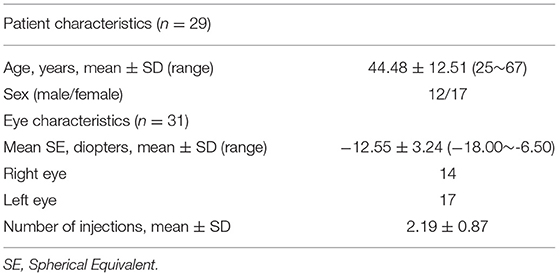 Patient characteristics (n = 29)
Age, years, mean ± SD (range) 44.48 ± 12.51 (25∼67)
Sex (male/female) 12/17
Eye characteristics (n = 31)
Mean SE, diopters, mean ± SD (range) −12.55 ± 3.24 (−18.00∼-6.50)
Right eye 14
Left eye 17
Number of injections, mean ± SD 2.19 ± 0.87
SE, Spherical Equivalent.